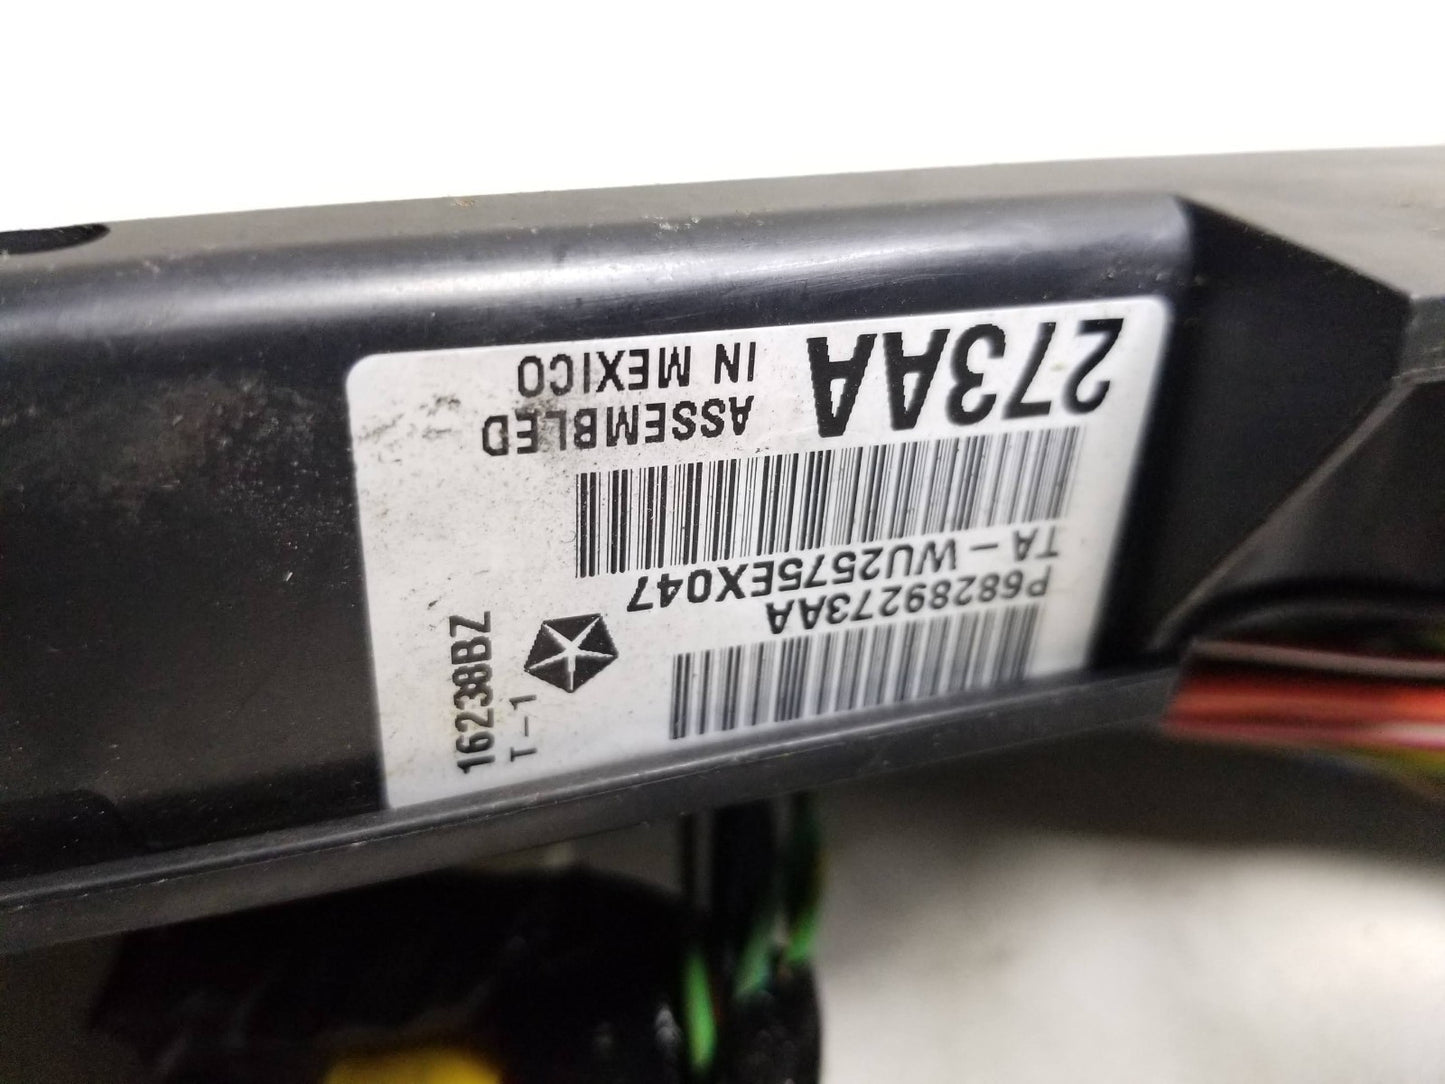 P68289273AA
TA-WU2575EX047
273AA
ASSEMBLED
IN MEXICO
16238BZ
T-1